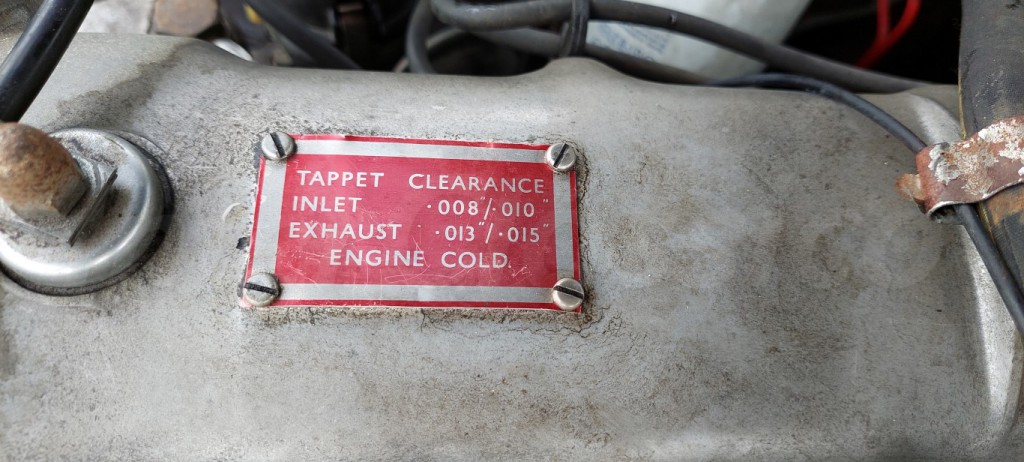 TAPPET CLEARANCE
INLET ·008"/·010"
EXHAUST ·013"/·015"
ENGINE COLD.